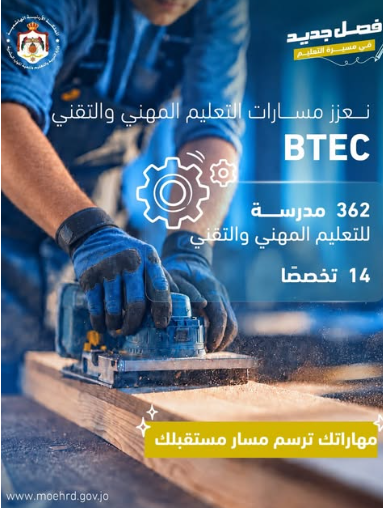 فصل جديد
في مسيرة التعليم
نعزز مسارات التعليم المهني والتقني
BTEC
362 مدرسة
للتعليم المهني والتقني
14 تخصصًا
مهاراتك ترسم مسار مستقبلك
www.moehrd.gov.jo